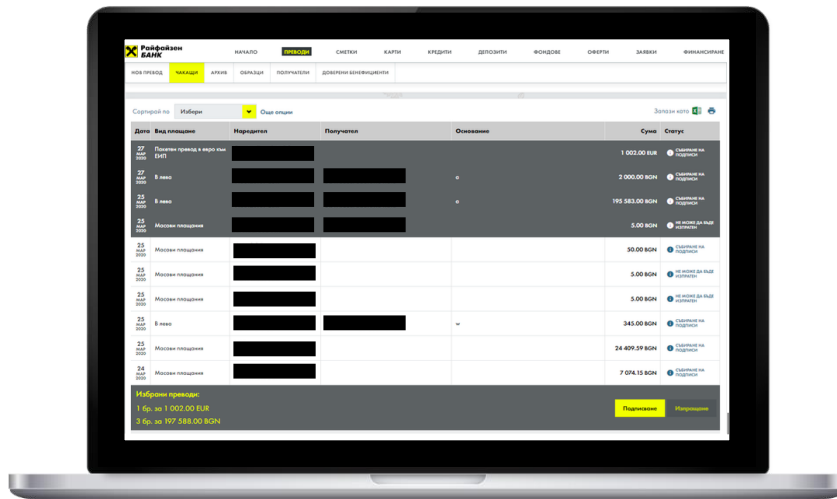 Райфайзен
БАНК
НАЧАЛО ПРЕВОДИ СМЕТКИ КАРТИ КРЕДИТИ ДЕПОЗИТИ ФОНДОВЕ ОФЕРТИ ЗАЯВКИ ФИНАНСИРАНЕ
НОВ ПРЕВОД ЧАКАЩИ АРХИВ ОБРАЗЦИ ПОЛУЧАТЕЛИ ДОВЕРЕНИ БЕНЕФИЦИЕНТИ
Сортирай по Избери Още опции Запази като
Дата Вид плащане Наредител Получател Основание Сума Статус
27
МАР
2020
Пакетен превод в евро към
ЕИП
1 002.00 EUR
СЪБИРАНЕ НА
ПОДПИСИ
27
МАР
2020
В лева
2 000.00 BGN
СЪБИРАНЕ НА
ПОДПИСИ
25
МАР
2020
В лева
195 583.00 BGN
СЪБИРАНЕ НА
ПОДПИСИ
25
МАР
2020
Масови плащания
5.00 BGN
НЕ МОЖЕ ДА БЪДЕ
ИЗПРАТЕН
25
МАР
2020
Масови плащания
50.00 BGN
СЪБИРАНЕ НА
ПОДПИСИ
25
МАР
2020
Масови плащания
5.00 BGN
НЕ МОЖЕ ДА БЪДЕ
ИЗПРАТЕН
25
МАР
2020
Масови плащания
5.00 BGN
НЕ МОЖЕ ДА БЪДЕ
ИЗПРАТЕН
25
МАР
2020
В лева
345.00 BGN
СЪБИРАНЕ НА
ПОДПИСИ
25
МАР
2020
Масови плащания
24 409.59 BGN
СЪБИРАНЕ НА
ПОДПИСИ
24
МАР
2020
Масови плащания
7 074.15 BGN
СЪБИРАНЕ НА
ПОДПИСИ
Избрани преводи:
1 бр. за 1 002.00 EUR
3 бр. за 197 588.00 BGN
Подписване Изпращане